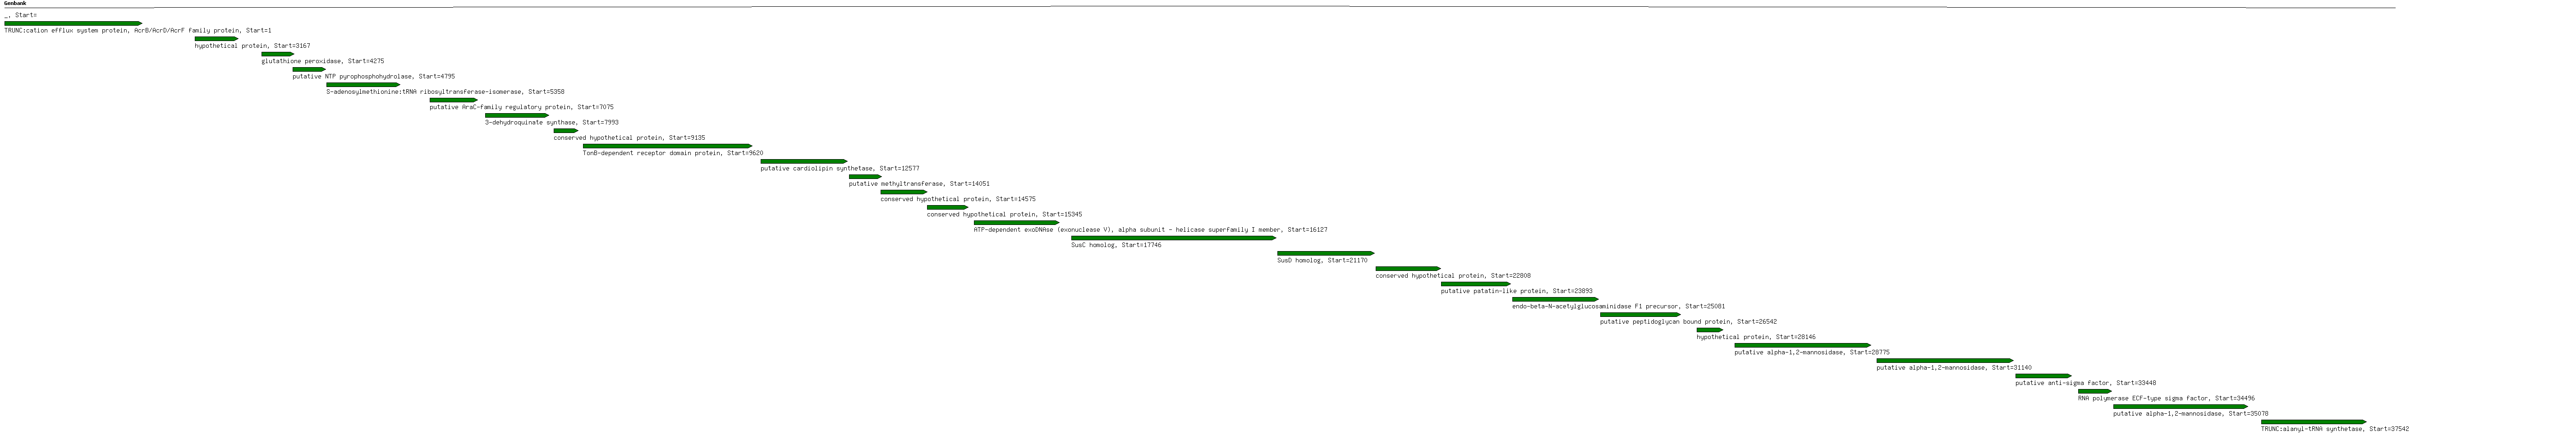 Genbank
_, Start=
TRUNC:cation efflux system protein, AcrB/AcrD/AcrF family protein, Start=1
hypothetical protein, Start=3167
glutathione peroxidase, Start=4275
putative NTP pyrophosphohydrolase, Start=4795
S-adenosylmethionine:tRNA ribosyltransferase-isomerase, Start=5358
putative AraC-family regulatory protein, Start=7075
3-dehydroquinate synthase, Start=7993
conserved hypothetical protein, Start=9135
TonB-dependent receptor domain protein, Start=9620
putative cardiolipin synthetase, Start=12577
putative methyltransferase, Start=14051
conserved hypothetical protein, Start=14575
conserved hypothetical protein, Start=15345
ATP-dependent exoDNAse (exonuclease V), alpha subunit - helicase superfamily I member, Start=16127
SusC homolog, Start=17746
SusD homolog, Start=21170
conserved hypothetical protein, Start=22808
putative patatin-like protein, Start=23893
endo-beta-N-acetylglucosaminidase F1 precursor, Start=25081
putative peptidoglycan bound protein, Start=26542
hypothetical protein, Start=28146
putative alpha-1,2-mannosidase, Start=28775
putative alpha-1,2-mannosidase, Start=31140
putative anti-sigma factor, Start=33448
RNA polymerase ECF-type sigma factor, Start=34496
putative alpha-1,2-mannosidase, Start=35078
TRUNC:alanyl-tRNA synthetase, Start=37542